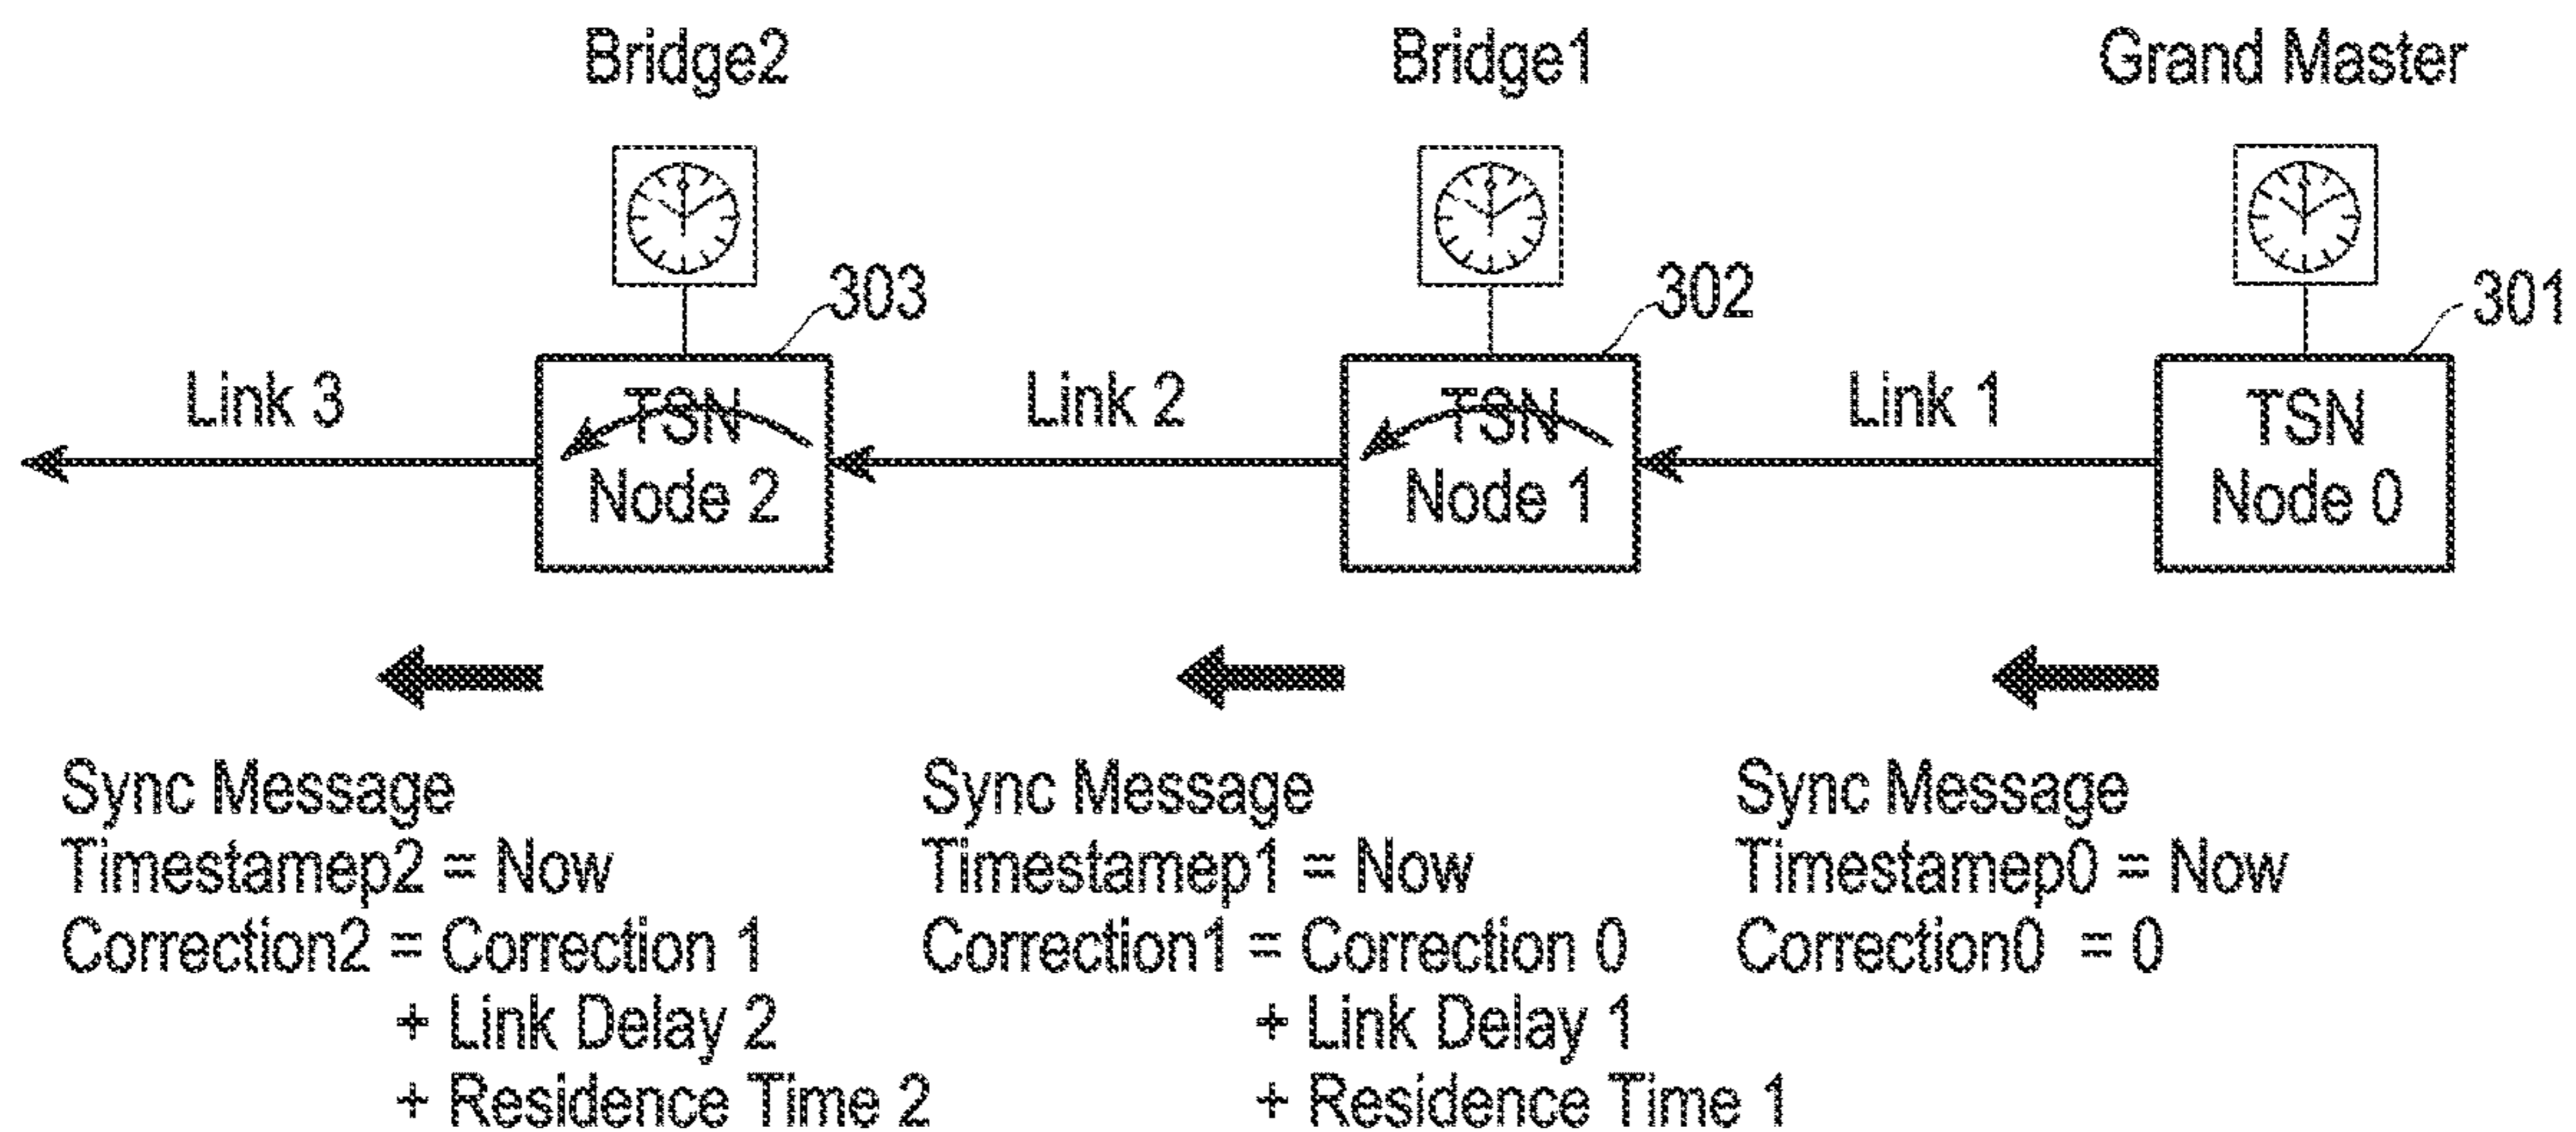 Bridge2 Bridge1 Grand Master
303 302 301
Link 3 Link 2 Link 1
TSN Node 2
TSN Node 1
TSN Node 0
Sync Message
Timestamep2 = Now
Correction2 = Correction 1
+ Link Delay 2
+ Residence Time 2
Sync Message
Timestamep1 = Now
Correction1 = Correction 0
+ Link Delay 1
+ Residence Time 1
Sync Message
Timestamep0 = Now
Correction0 = 0